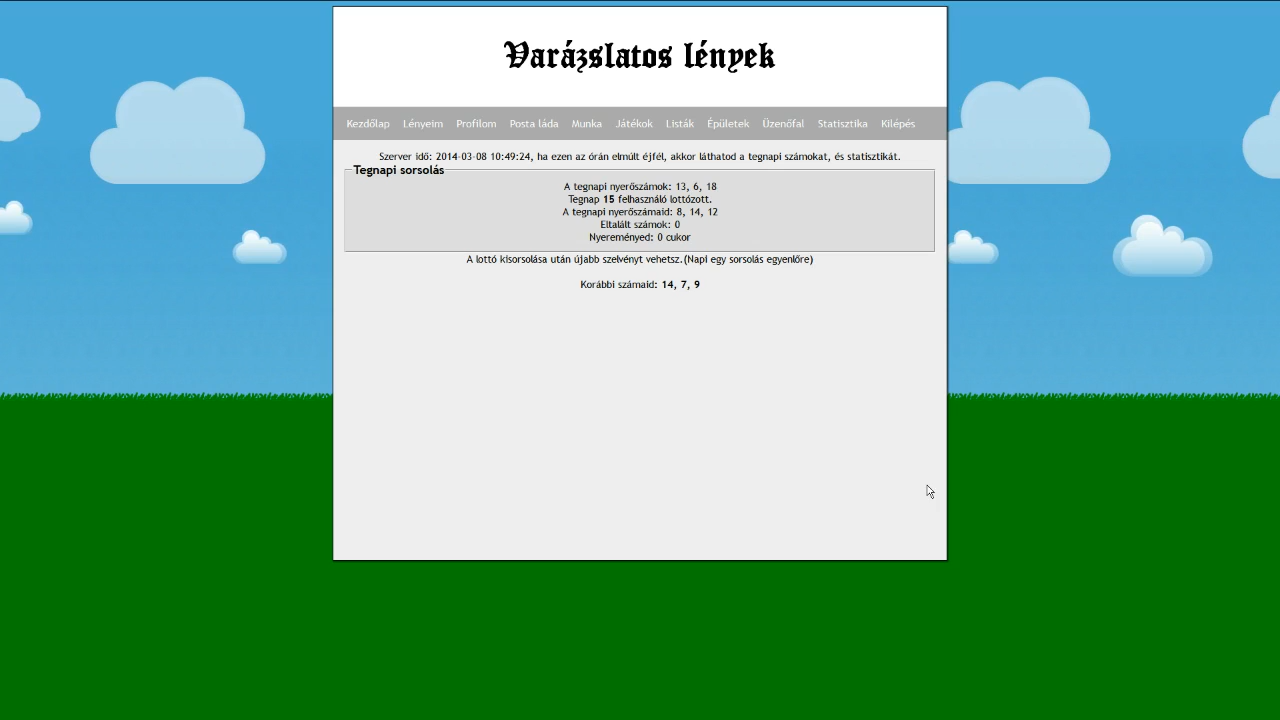 Varázslatos lények
Kezdőlap Lényeim Profilom Posta láda Munka Játékok Listák Épületek Üzenőfal Statisztika Kilépés
Szerver idő: 2014-03-08 10:49:24, ha ezen az órán elmúlt éjfél, akkor láthatod a tegnapi számokat, és statisztikát.
Tegnapi sorsolás
A tegnapi nyerőszámok: 13, 6, 18
Tegnap 15 felhasználó lottózott.
A tegnapi nyerőszámaid: 8, 14, 12
Eltalált számok: 0
Nyereményed: 0 cukor
A lottó kisorsolása után újabb szelvényt vehetsz.(Napi egy sorsolás egyenlőre)
Korábbi számaid: 14, 7, 9